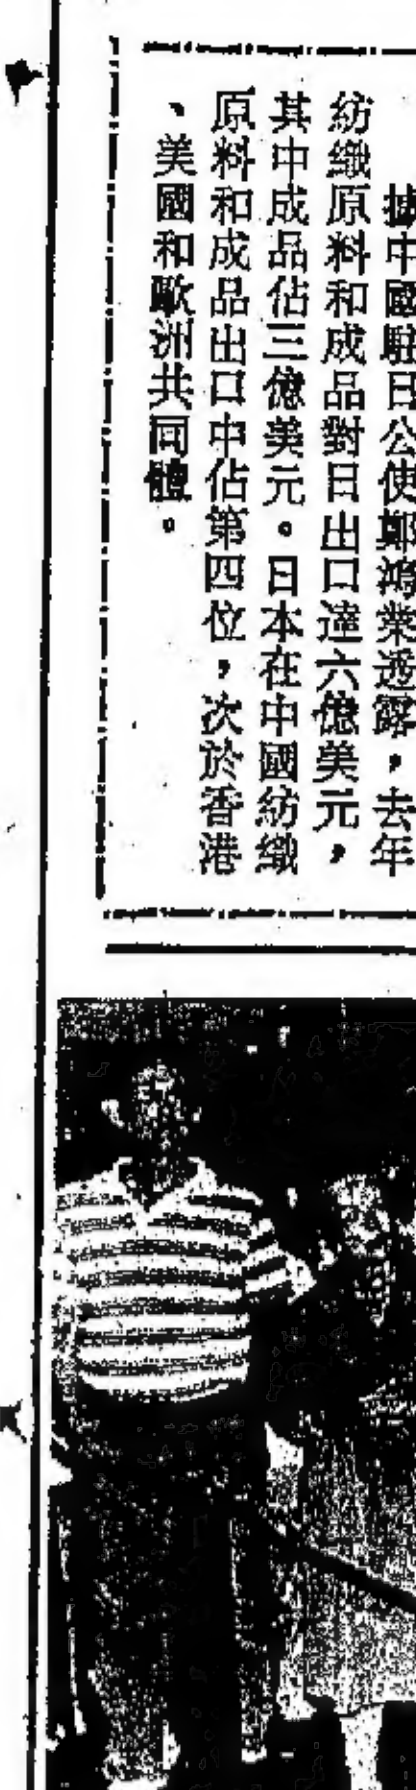 據中國駐日公使鄭鴻業透露，去年
紡織原料和成品對日出口達六億美元，
其中成品佔三億美元。日本在中國紡織
原料和成品出口中佔第四位，次於香港
、美國和歐洲共同體。